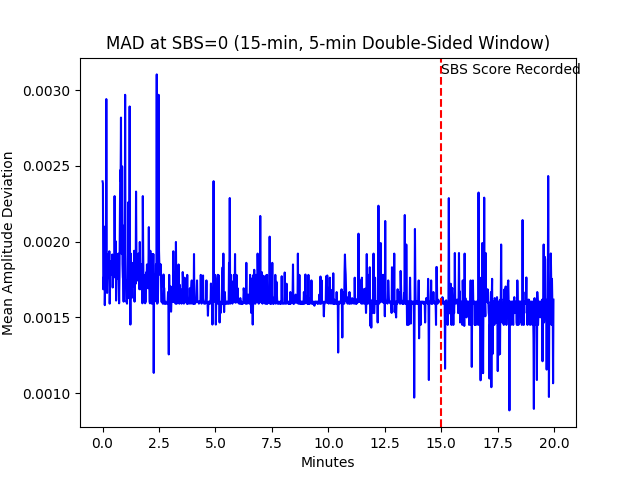 MAD at SBS=0 (15-min, 5-min Double-Sided Window)
SBS Score Recorded
Mean Amplitude Deviation
0.0030
0.0025
0.0020
0.0015
0.0010
0.0 2.5 5.0 7.5 10.0 12.5 15.0 17.5 20.0
Minutes